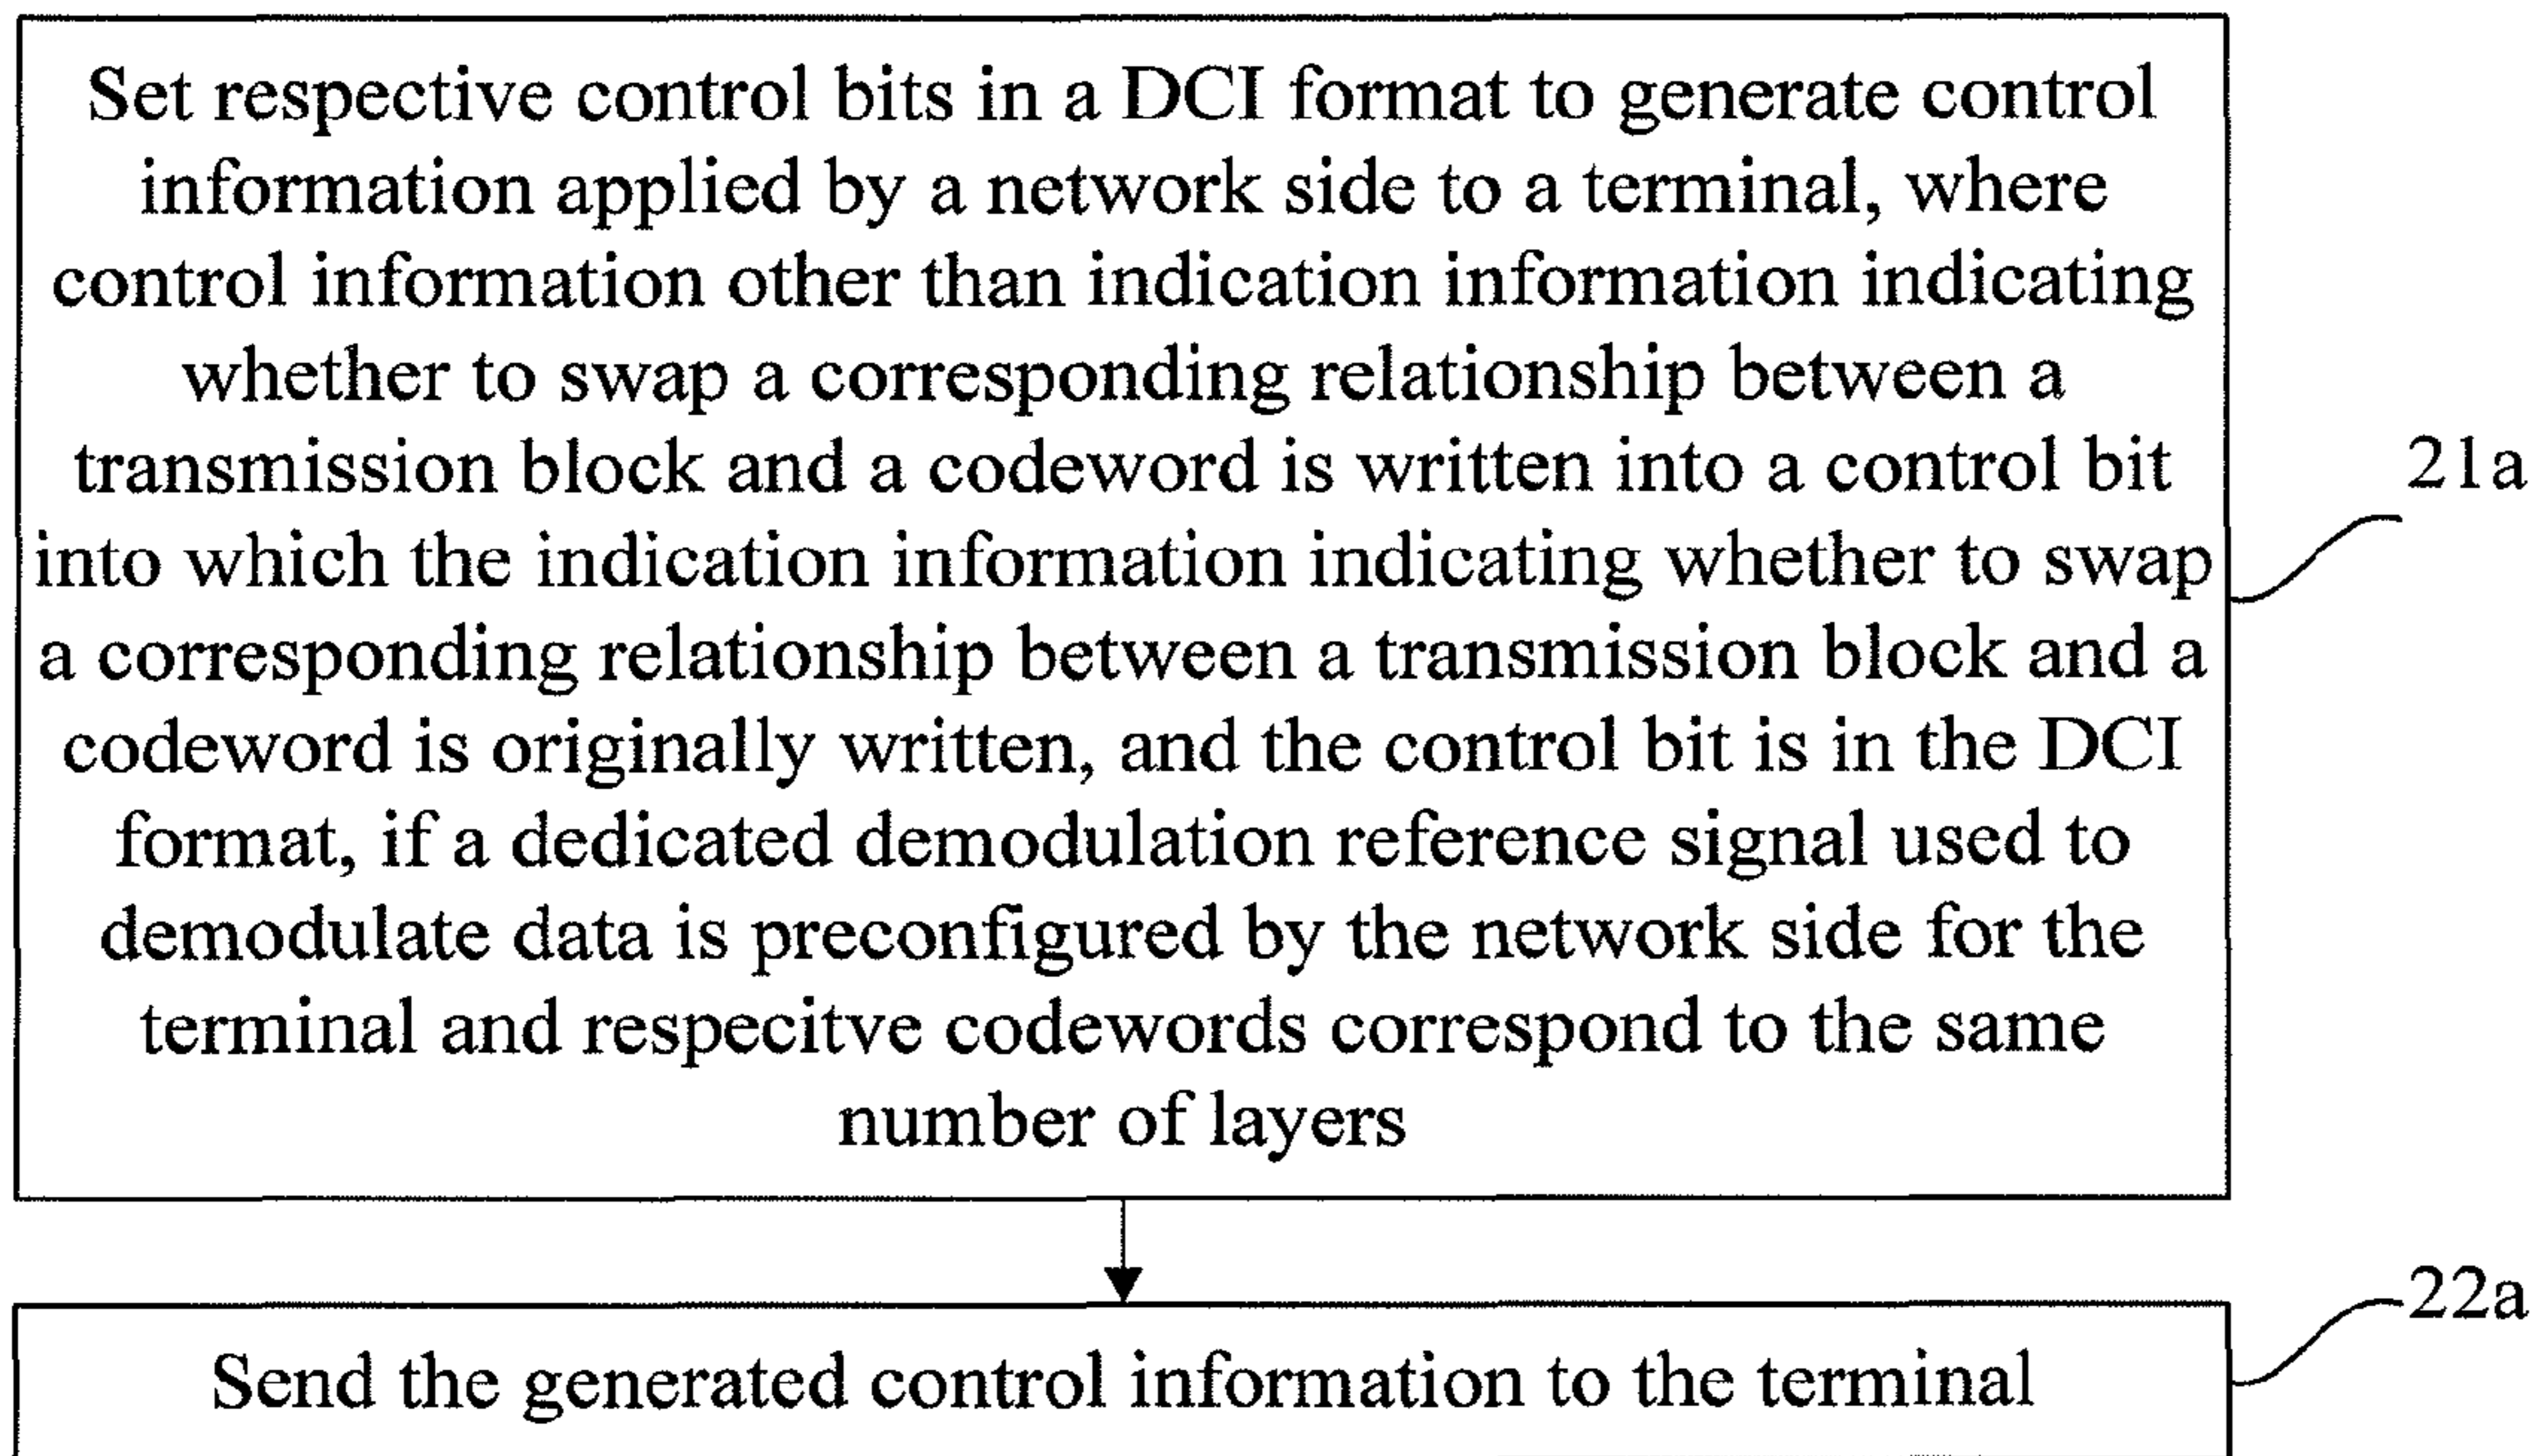 Set respective control bits in a DCI format to generate control
information applied by a network side to a terminal, where
control information other than indication information indicating
whether to swap a corresponding relationship between a
transmission block and a codeword is written into a control bit
into which the indication information indicating whether to swap
a corresponding relationship between a transmission block and a
codeword is originally written, and the control bit is in the DCI
format, if a dedicated demodulation reference signal used to
demodulate data is preconfigured by the network side for the
terminal and respecitve codewords correspond to the same
number of layers
21a
22a
Send the generated control information to the terminal